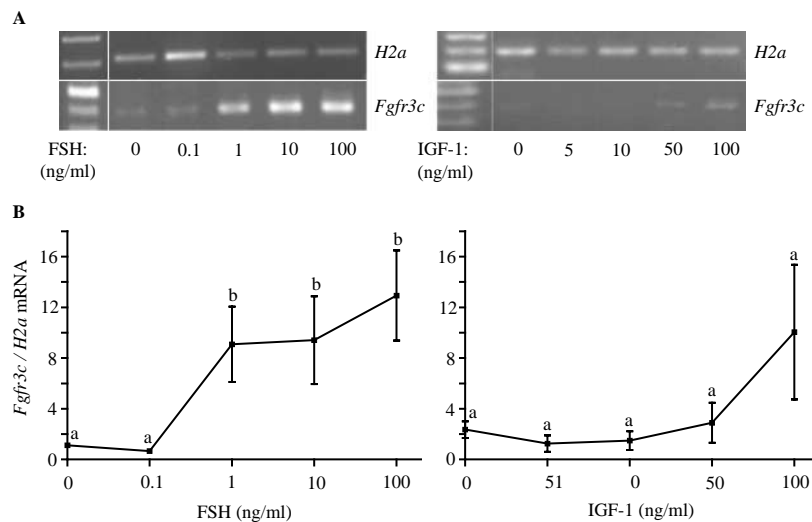 A
H2a
Fgfr3c
FSH: 0 0.1 1 10 100
(ng/ml)
H2a
Fgfr3c
IGF-1: 0 5 10 50 100
(ng/ml)
B
Fgfr3c / H2a mRNA
16
12
8
4
0
a a b b b
0 0.1 1 10 100
FSH (ng/ml)
16
12
8
4
0
a a a a a
0 51 0 50 100
IGF-1 (ng/ml)